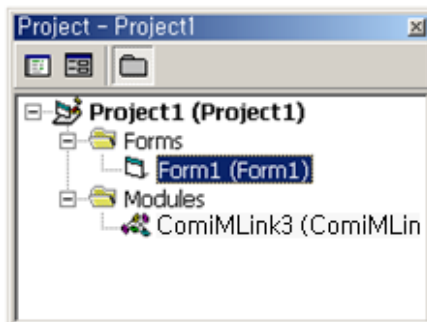 Project - Project1
Project1 (Project1)
Forms
Form1 (Form1)
Modules
ComiMLink3 (ComiMLin